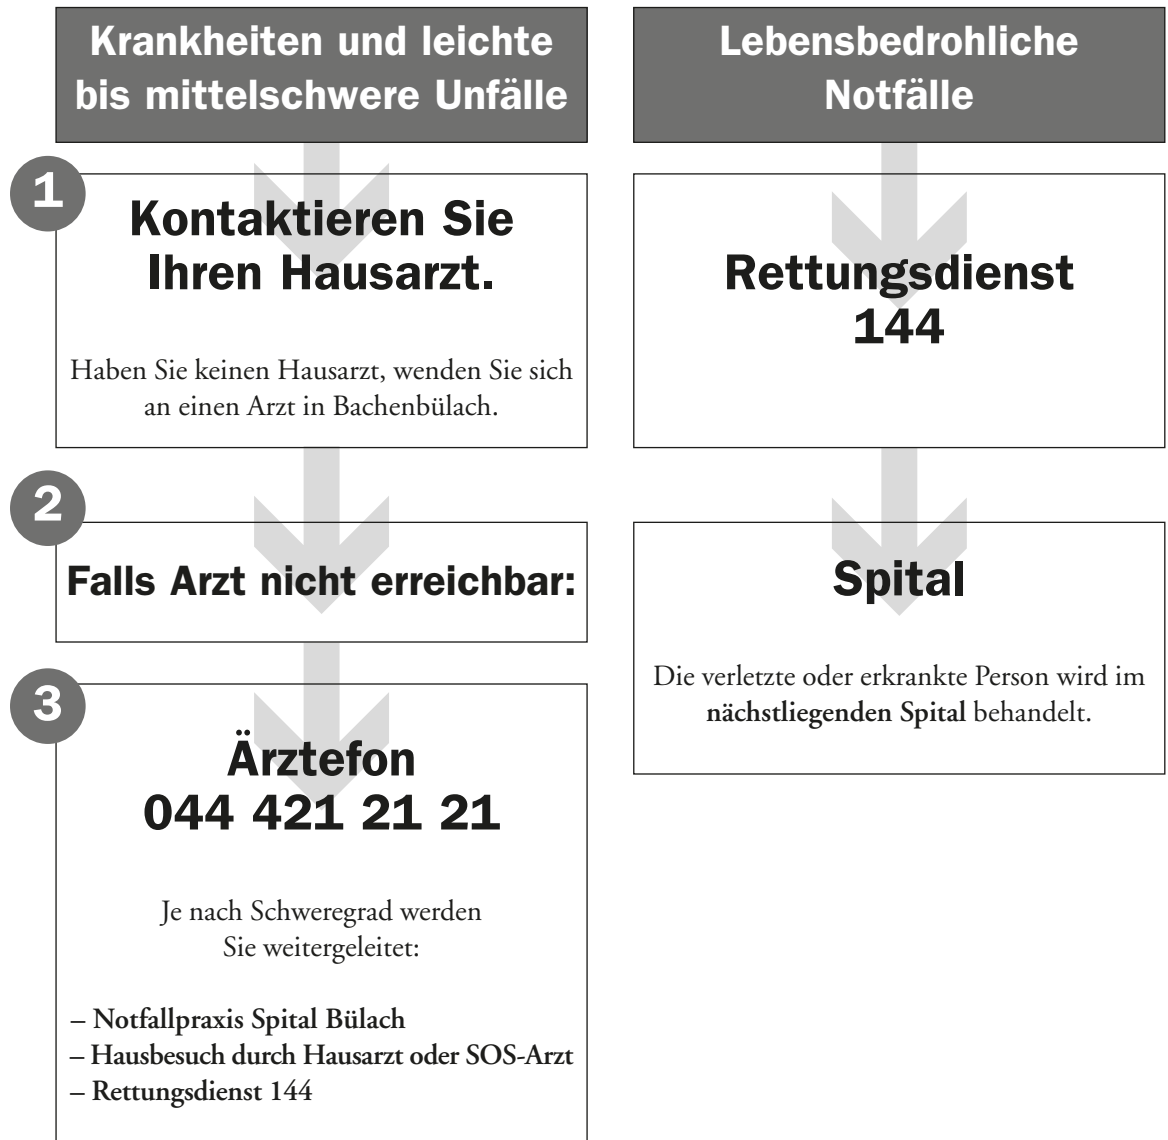 Krankheiten und leichte
bis mittelschwere Unfälle
1
Kontaktieren Sie
Ihren Hausarzt.
Haben Sie keinen Hausarzt, wenden Sie sich
an einen Arzt in Bachenbülach.
2
Falls Arzt nicht erreichbar:
3
Ärztefon
044 421 21 21
Je nach Schweregrad werden
Sie weitergeleitet:
– Notfallpraxis Spital Bülach
– Hausbesuch durch Hausarzt oder SOS-Arzt
– Rettungsdienst 144
Lebensbedrohliche
Notfälle
Rettungsdienst
144
Spital
Die verletzte oder erkrankte Person wird im
nächstliegenden Spital behandelt.